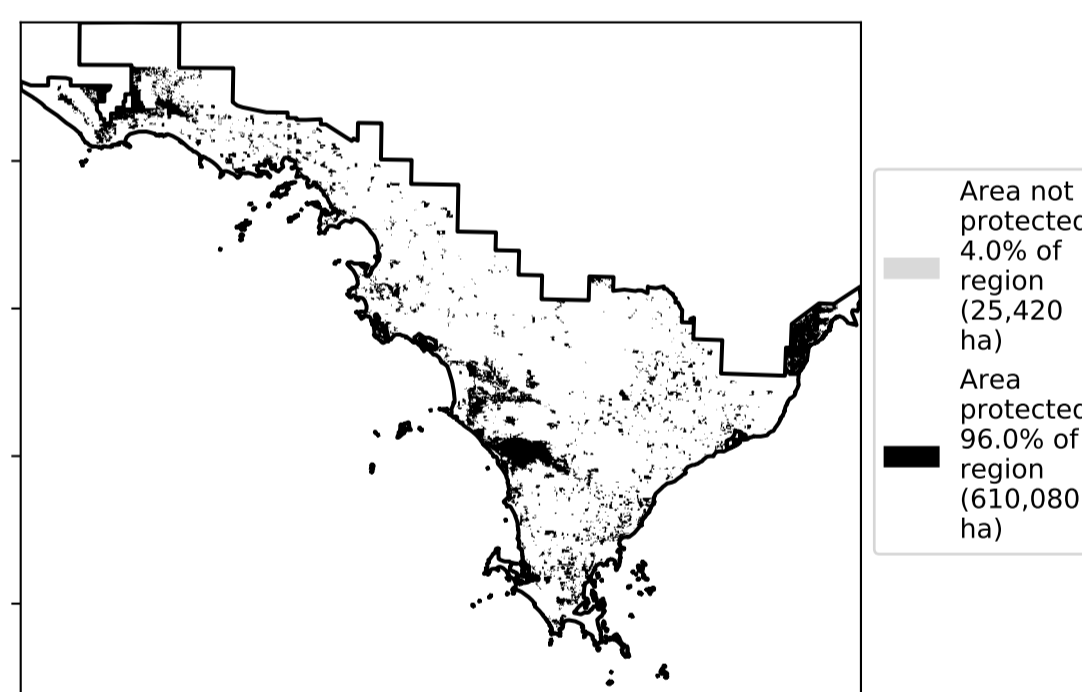 Area not
protected
4.0% of
region
(25,420
ha)
Area
protected
96.0% of
region
(610,080
ha)